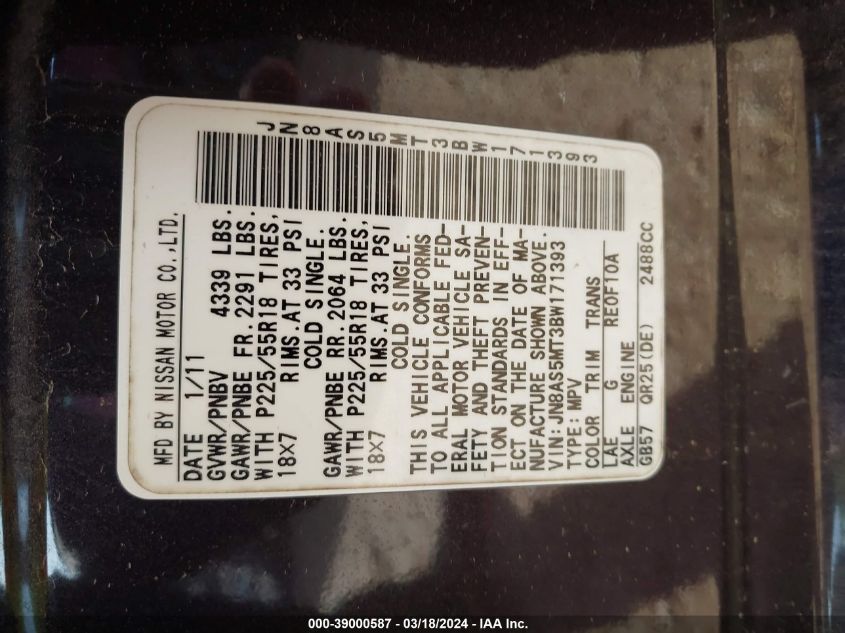 MFD BY NISSAN MOTOR CO.,LTD.
DATE 1/11
GVWR/PNBV 4339 LBS.
GAWR/PNBE FR.2291 LBS.
WITH P225/55R18 TIRES,
18X7 RIMS.AT 33 PSI
COLD SINGLE.
GAWR/PNBE RR.2064 LBS.
WITH P225/55R18 TIRES,
18X7 RIMS.AT 33 PSI
COLD SINGLE.
THIS VEHICLE CONFORMS
TO ALL APPLICABLE FED-
ERAL MOTOR VEHICLE SA-
FETY AND THEFT PREVEN-
TION STANDARDS IN EFF-
ECT ON THE DATE OF MA-
NUFACTURE SHOWN ABOVE.
VIN:JN8AS5MT3BW171393
TYPE:MPV
COLOR TRIM TRANS
LAE G RE0F10A
AXLE ENGINE
GB57 QR25(DE) 2488CC
JN8AS5MT3BW171393
000-39000587 - 03/18/2024 - IAA Inc.